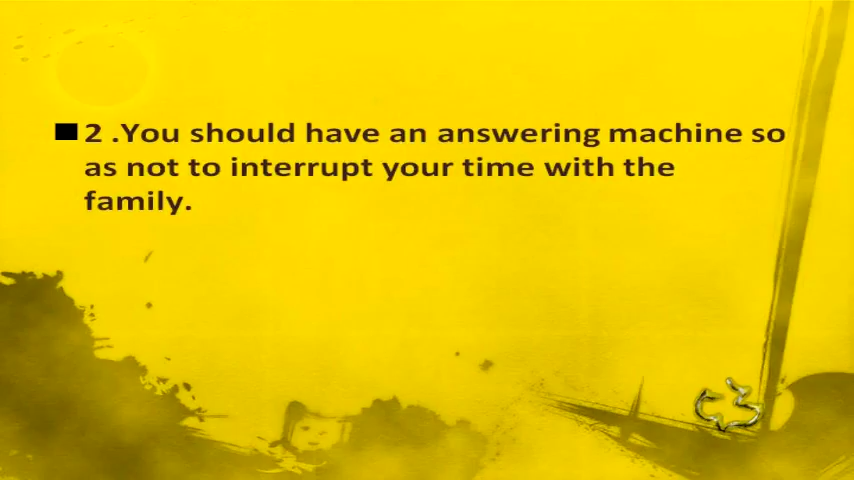 2 .You should have an answering machine so
as not to interrupt your time with the
family.